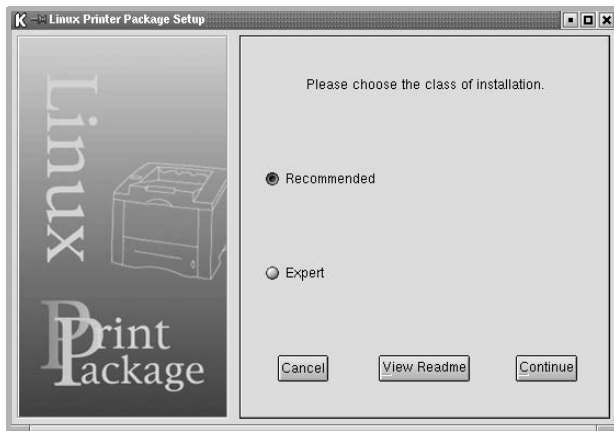 Linux Printer Package Setup
Linux
Print
Package
Please choose the class of installation.
Recommended
Expert
Cancel
View Readme
Continue